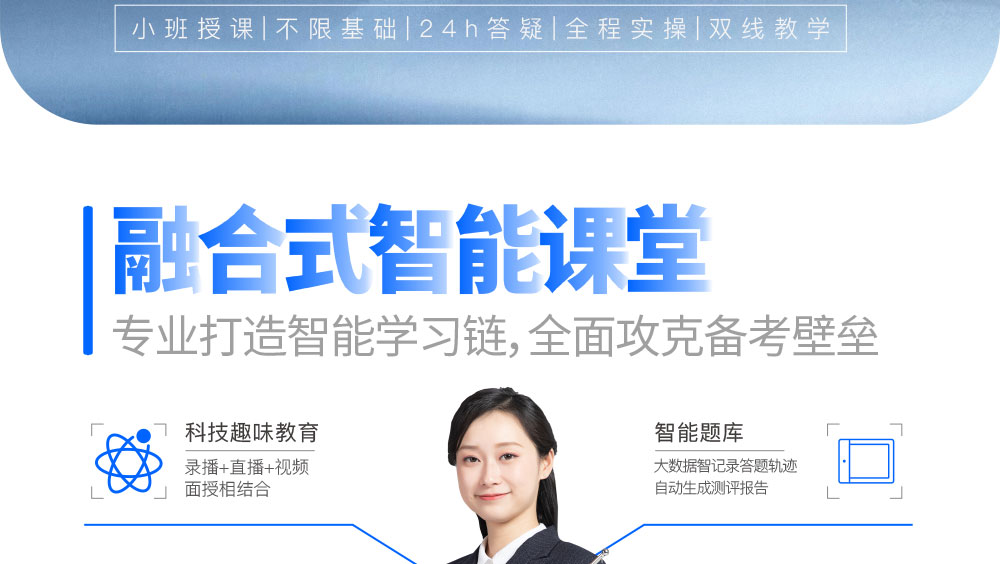 小班授课|不限基础|24h答疑|全程实操|双线教学
融合式智能课堂
专业打造智能学习链，全面攻克备考壁垒
科技趣味教育
录播+直播+视频
面授相结合
智能题库
大数据智记录答题轨迹
自动生成测评报告